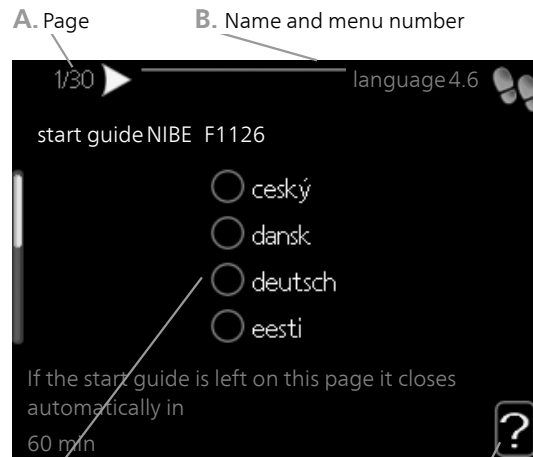 A. Page
B. Name and menu number
1/30
language 4.6
start guide NIBE F1126
ceský
dansk
deutsch
eesti
If the start guide is left on this page it closes
automatically in
60 min
?